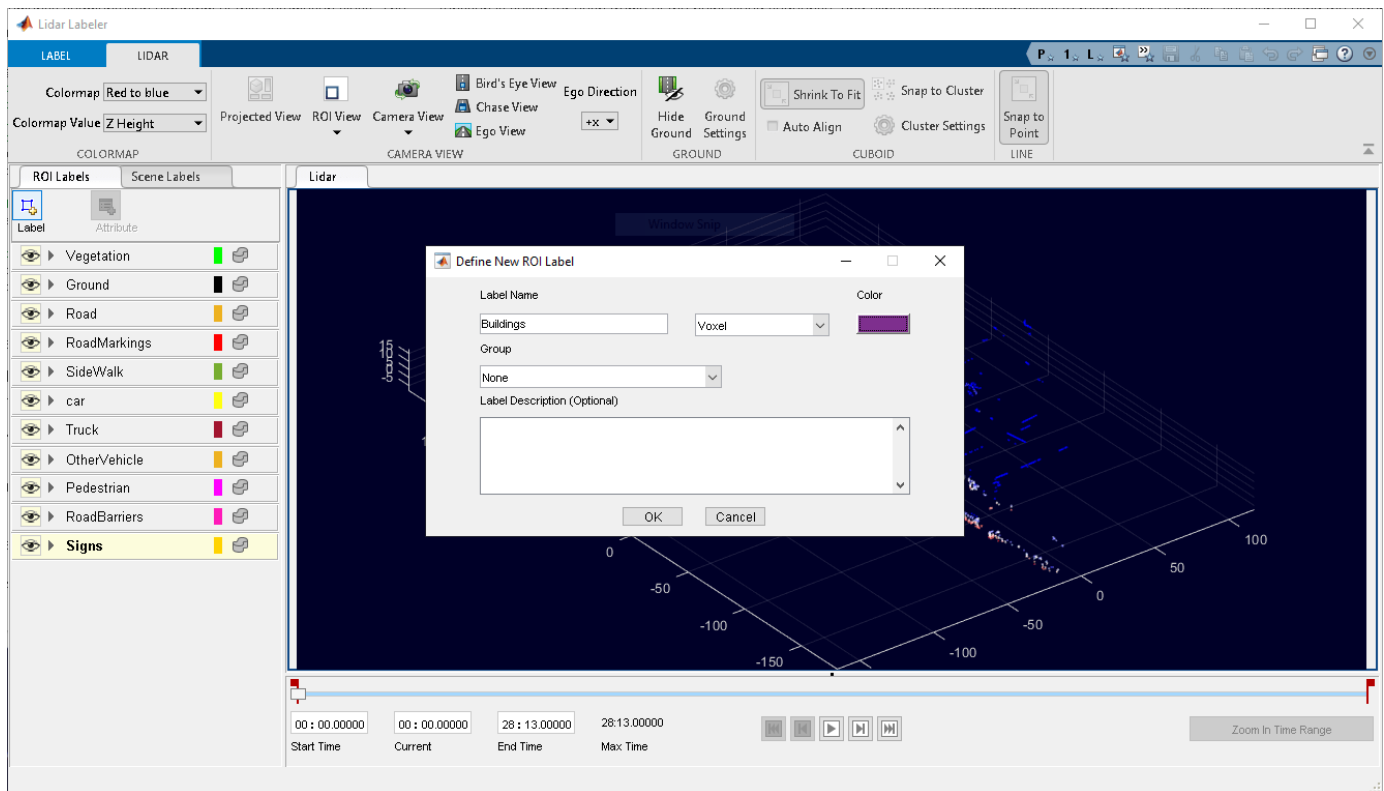 Lidar Labeler
LABEL LIDAR
P 1 L
Colormap Red to blue
Colormap Value Z Height
COLORMAP
Projected View ROI View Camera View
Bird's Eye View
Chase View
Ego View
Ego Direction
+x
CAMERA VIEW
Hide Ground
Ground Settings
GROUND
Shrink To Fit
Auto Align
Snap to Cluster
Cluster Settings
CUBOID
Snap to Point
LINE
ROI Labels Scene Labels
Label Attribute
Vegetation
Ground
Road
RoadMarkings
SideWalk
car
Truck
OtherVehicle
Pedestrian
RoadBarriers
Signs
Lidar
Window Snip
Define New ROI Label
Label Name Color
Buildings Voxel
Group
None
Label Description (Optional)
OK Cancel
15
10
5
0
-5
0
-50
-100
-150
-100
-50
0
50
100
00 : 00.00000 00 : 00.00000 28 : 13.00000 28:13.00000
Start Time Current End Time Max Time
Zoom In Time Range